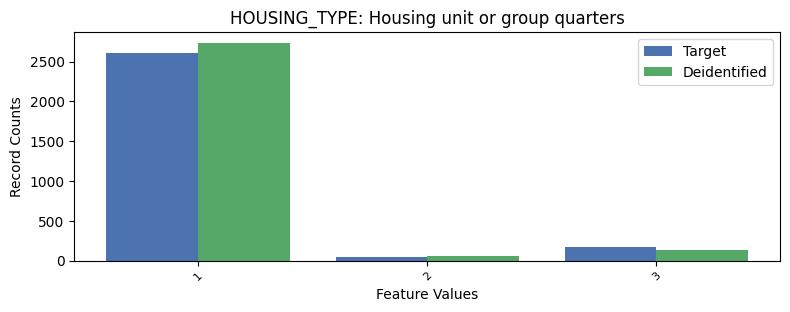 HOUSING_TYPE: Housing unit or group quarters
Target
Deidentified
Record Counts
2500
2000
1500
1000
500
0
1
2
3
Feature Values